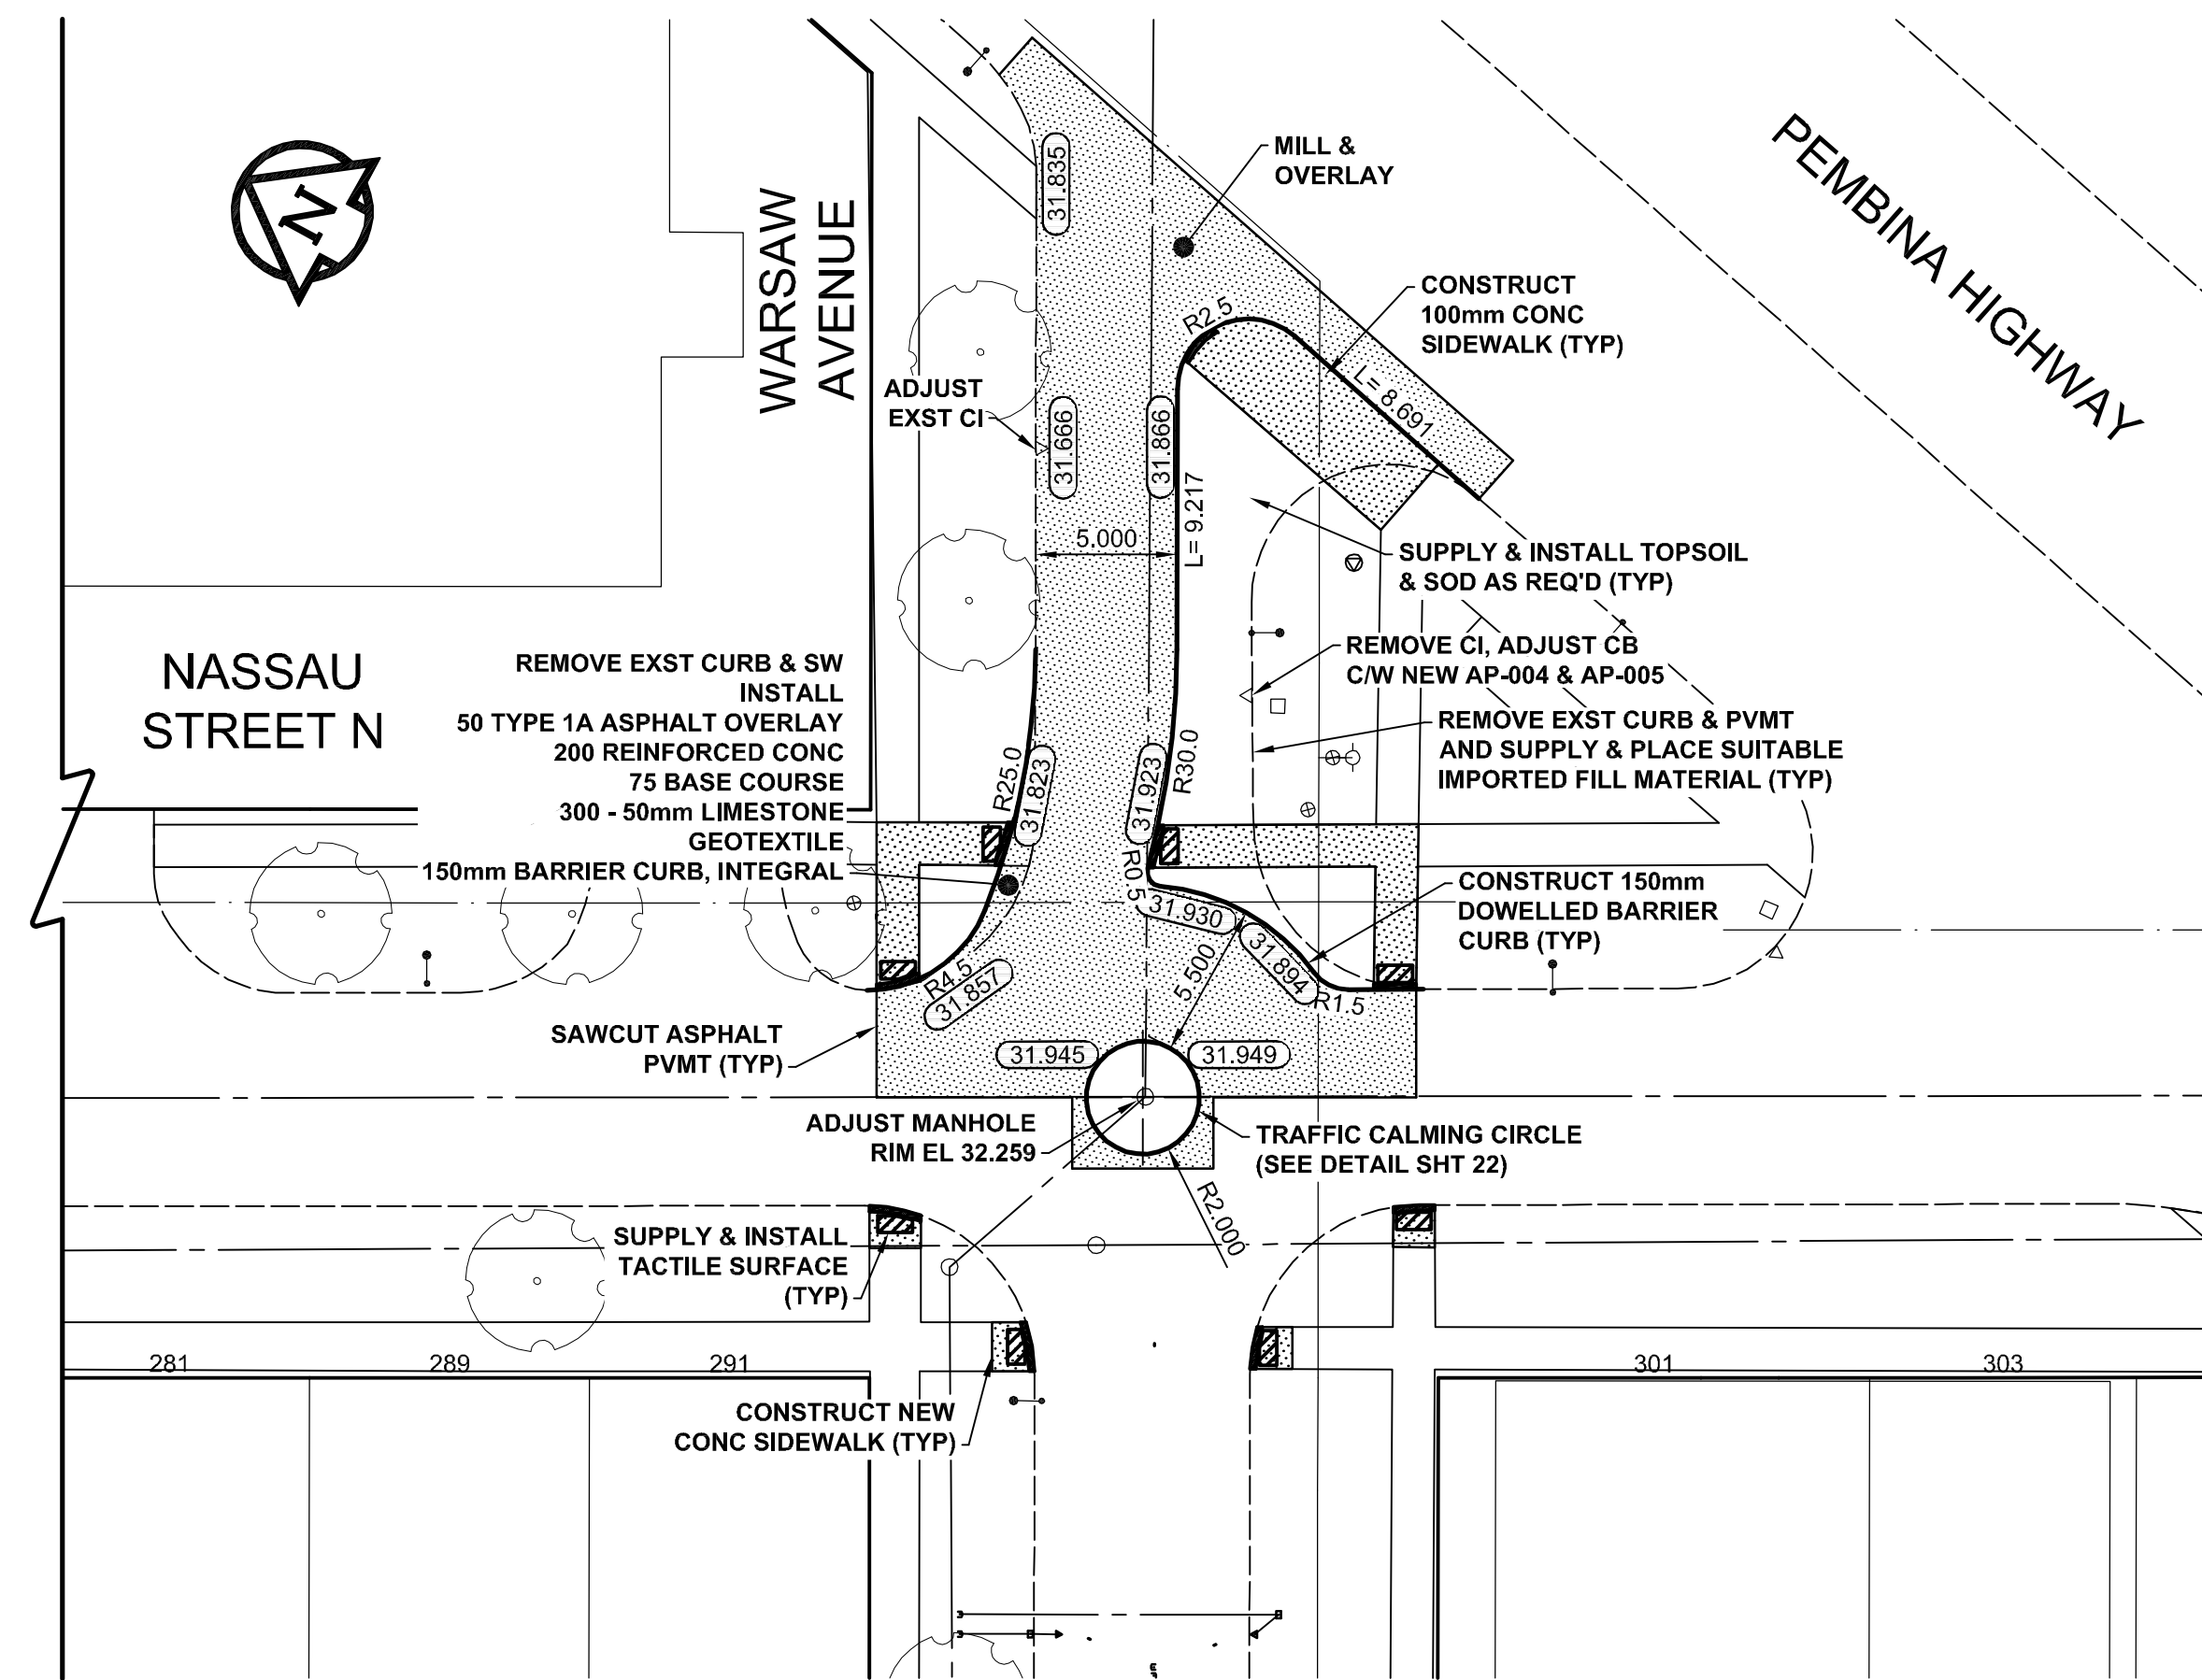 PEMBINA HIGHWAY
MILL &
OVERLAY
N
31.835
WARSAW
AVENUE
CONSTRUCT
100mm CONC
SIDEWALK (TYP)
R2.5
L= 8.691
ADJUST
EXST CI
31.666
31.866
L= 9.217
5.000
SUPPLY & INSTALL TOPSOIL
& SOD AS REQ'D (TYP)
REMOVE CI, ADJUST CB
C/W NEW AP-004 & AP-005
REMOVE EXST CURB & PVMT
AND SUPPLY & PLACE SUITABLE
IMPORTED FILL MATERIAL (TYP)
NASSAU
STREET N
REMOVE EXST CURB & SW
INSTALL
50 TYPE 1A ASPHALT OVERLAY
200 REINFORCED CONC
75 BASE COURSE
300 - 50mm LIMESTONE
GEOTEXTILE
150mm BARRIER CURB, INTEGRAL
R25.0
31.823
31.923
R30.0
R0.5
31.930
31.894
5.500
R1.5
R4.5
31.857
CONSTRUCT 150mm
DOWELLED BARRIER
CURB (TYP)
SAWCUT ASPHALT
PVMT (TYP)
31.945
31.949
ADJUST MANHOLE
RIM EL 32.259
TRAFFIC CALMING CIRCLE
(SEE DETAIL SHT 22)
R2.000
SUPPLY & INSTALL
TACTILE SURFACE
(TYP)
281
289
291
301
303
CONSTRUCT NEW
CONC SIDEWALK (TYP)